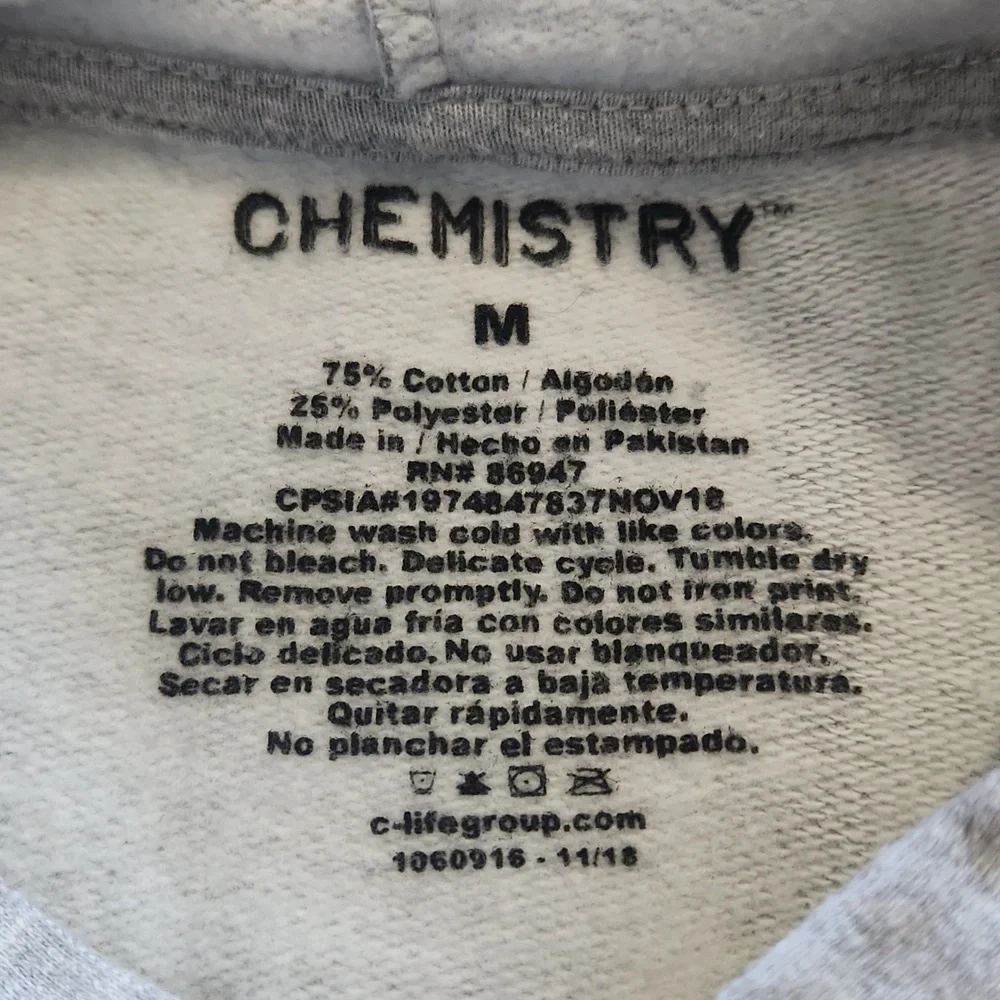 CHEMISTRY™
M
75% Cotton / Algodón
25% Polyester / Poliéster
Made in / Hecho en Pakistan
RN# 86947
CPSIA#1974847837NOV18
Machine wash cold with like colors.
Do not bleach. Delicate cycle. Tumble dry
low. Remove promptly. Do not iron print.
Lavar en agua fría con colores similares.
Ciclo delicado. No usar blanqueador.
Secar en secadora a baja temperatura.
Quitar rápidamente.
No planchar el estampado.
c-lifegroup.com
1060916 - 11/18